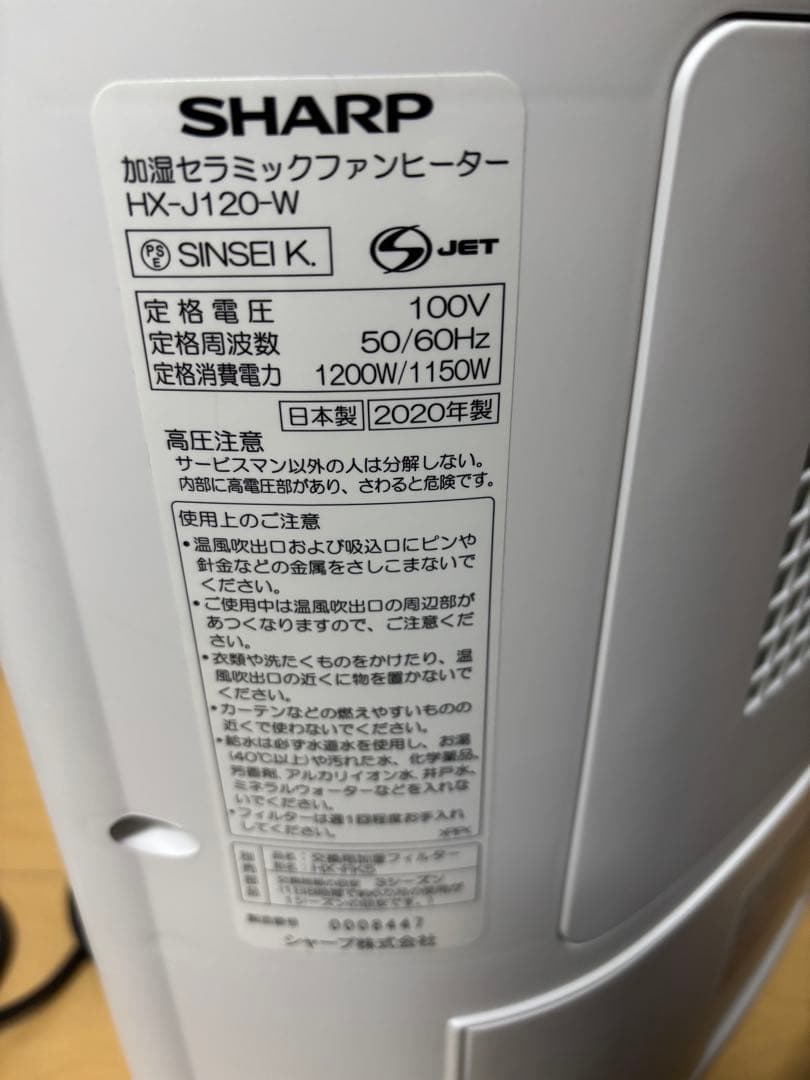 SHARP
加湿セラミックファンヒーター
HX-J120-W
PSE SINSEI K.
S JET
定格電圧 100V
定格周波数 50/60Hz
定格消費電力 1200W/1150W
日本製 2020年製
高圧注意
サービスマン以外の人は分解しない。
内部に高電圧部があり、さわると危険です。
使用上のご注意
•温風吹出口および吸込口にピンや
針金などの金属をさしこまないで
ください。
•ご使用中は温風吹出口の周辺部が
あつくなりますので、ご注意くだ
さい。
•衣類や洗たくものをかけたり、温
風吹出口の近くに物を置かないで
ください。
•カーテンなどの燃えやすいものの
近くで使わないでください。
•給水は必ず水道水を使用し、お湯
(40℃以上)や汚れた水、化学薬品、
芳香剤、アルカリイオン水、井戸水、
ミネラルウォーターなどを入れな
いでください。
•フィルターは週1回程度お手入れ
してください。
品名：交換用加湿フィルター
形名：HX-FK5
3シーズン
製造番号 0008447
シャープ株式会社